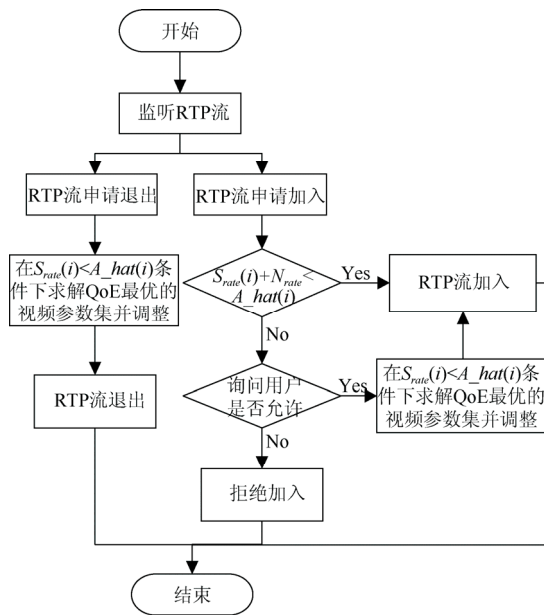 开始
监听RTP流
RTP流申请退出
RTP流申请加入
在S_rate(i)<A_hat(i)条
件下求解QoE最优的
视频参数集并调整
S_rate(i)+N_rate<
A_hat(i)
Yes
RTP流加入
No
RTP流退出
询问用户
是否允许
Yes
在S_rate(i)<A_hat(i)条
件下求解QoE最优的
视频参数集并调整
No
拒绝加入
结束